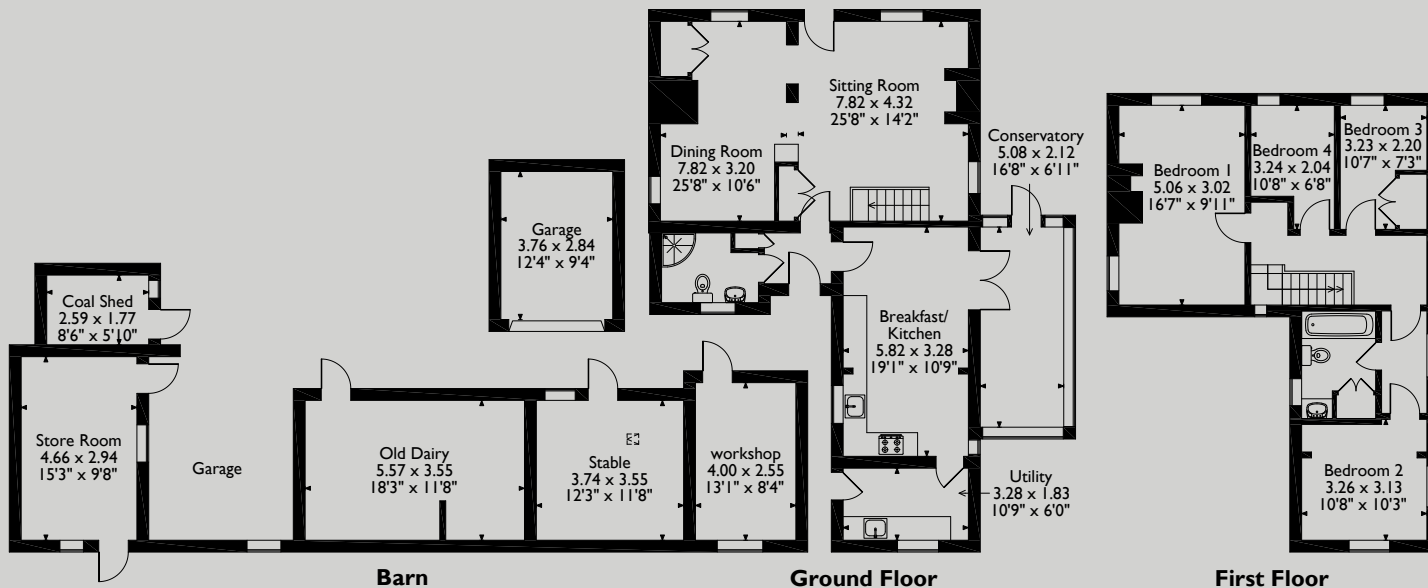 Coal Shed
2.59 x 1.77
8'6" x 5'10"
Store Room
4.66 x 2.94
15'3" x 9'8"
Garage
Old Dairy
5.57 x 3.55
18'3" x 11'8"
Stable
3.74 x 3.55
12'3" x 11'8"
workshop
4.00 x 2.55
13'1" x 8'4"
Garage
3.76 x 2.84
12'4" x 9'4"
Barn
Dining Room
7.82 x 3.20
25'8" x 10'6"
Sitting Room
7.82 x 4.32
25'8" x 14'2"
Conservatory
5.08 x 2.12
16'8" x 6'11"
Breakfast/
Kitchen
5.82 x 3.28
19'1" x 10'9"
Utility
3.28 x 1.83
10'9" x 6'0"
Ground Floor
Bedroom 1
5.06 x 3.02
16'7" x 9'11"
Bedroom 4
3.24 x 2.04
10'8" x 6'8"
Bedroom 3
3.23 x 2.20
10'7" x 7'3"
Bedroom 2
3.26 x 3.13
10'8" x 10'3"
First Floor